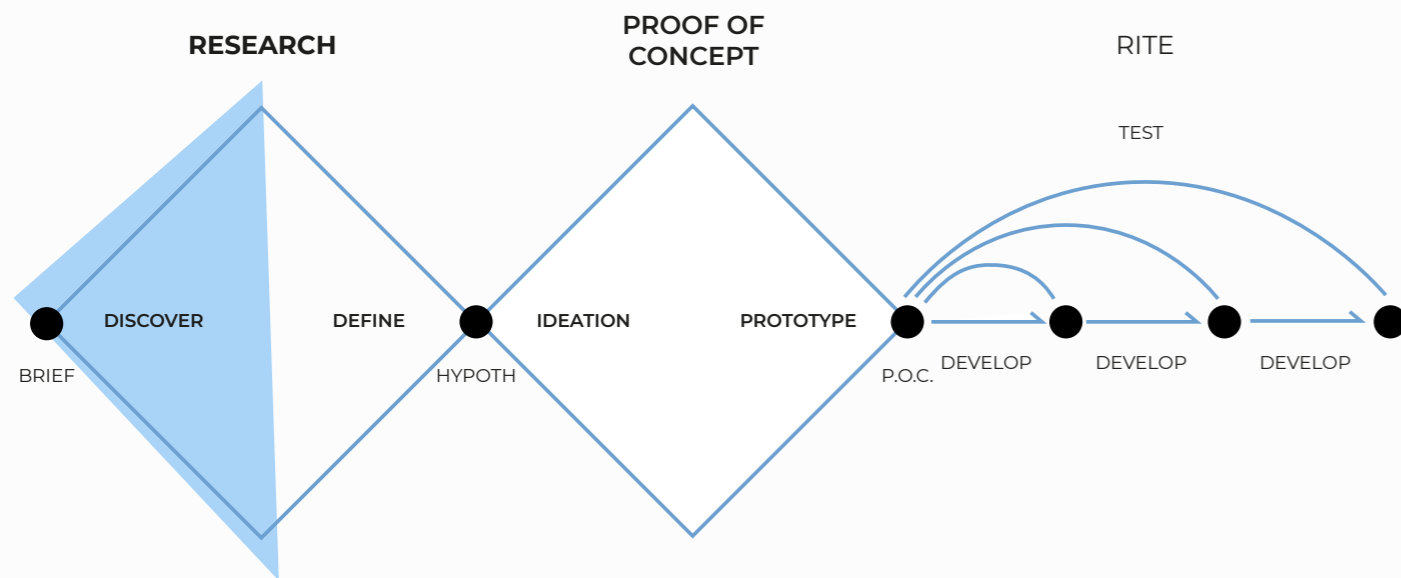 RESEARCH
PROOF OF
CONCEPT
RITE
TEST
DISCOVER
DEFINE
IDEATION
PROTOTYPE
BRIEF
HYPOTH
P.O.C.
DEVELOP
DEVELOP
DEVELOP